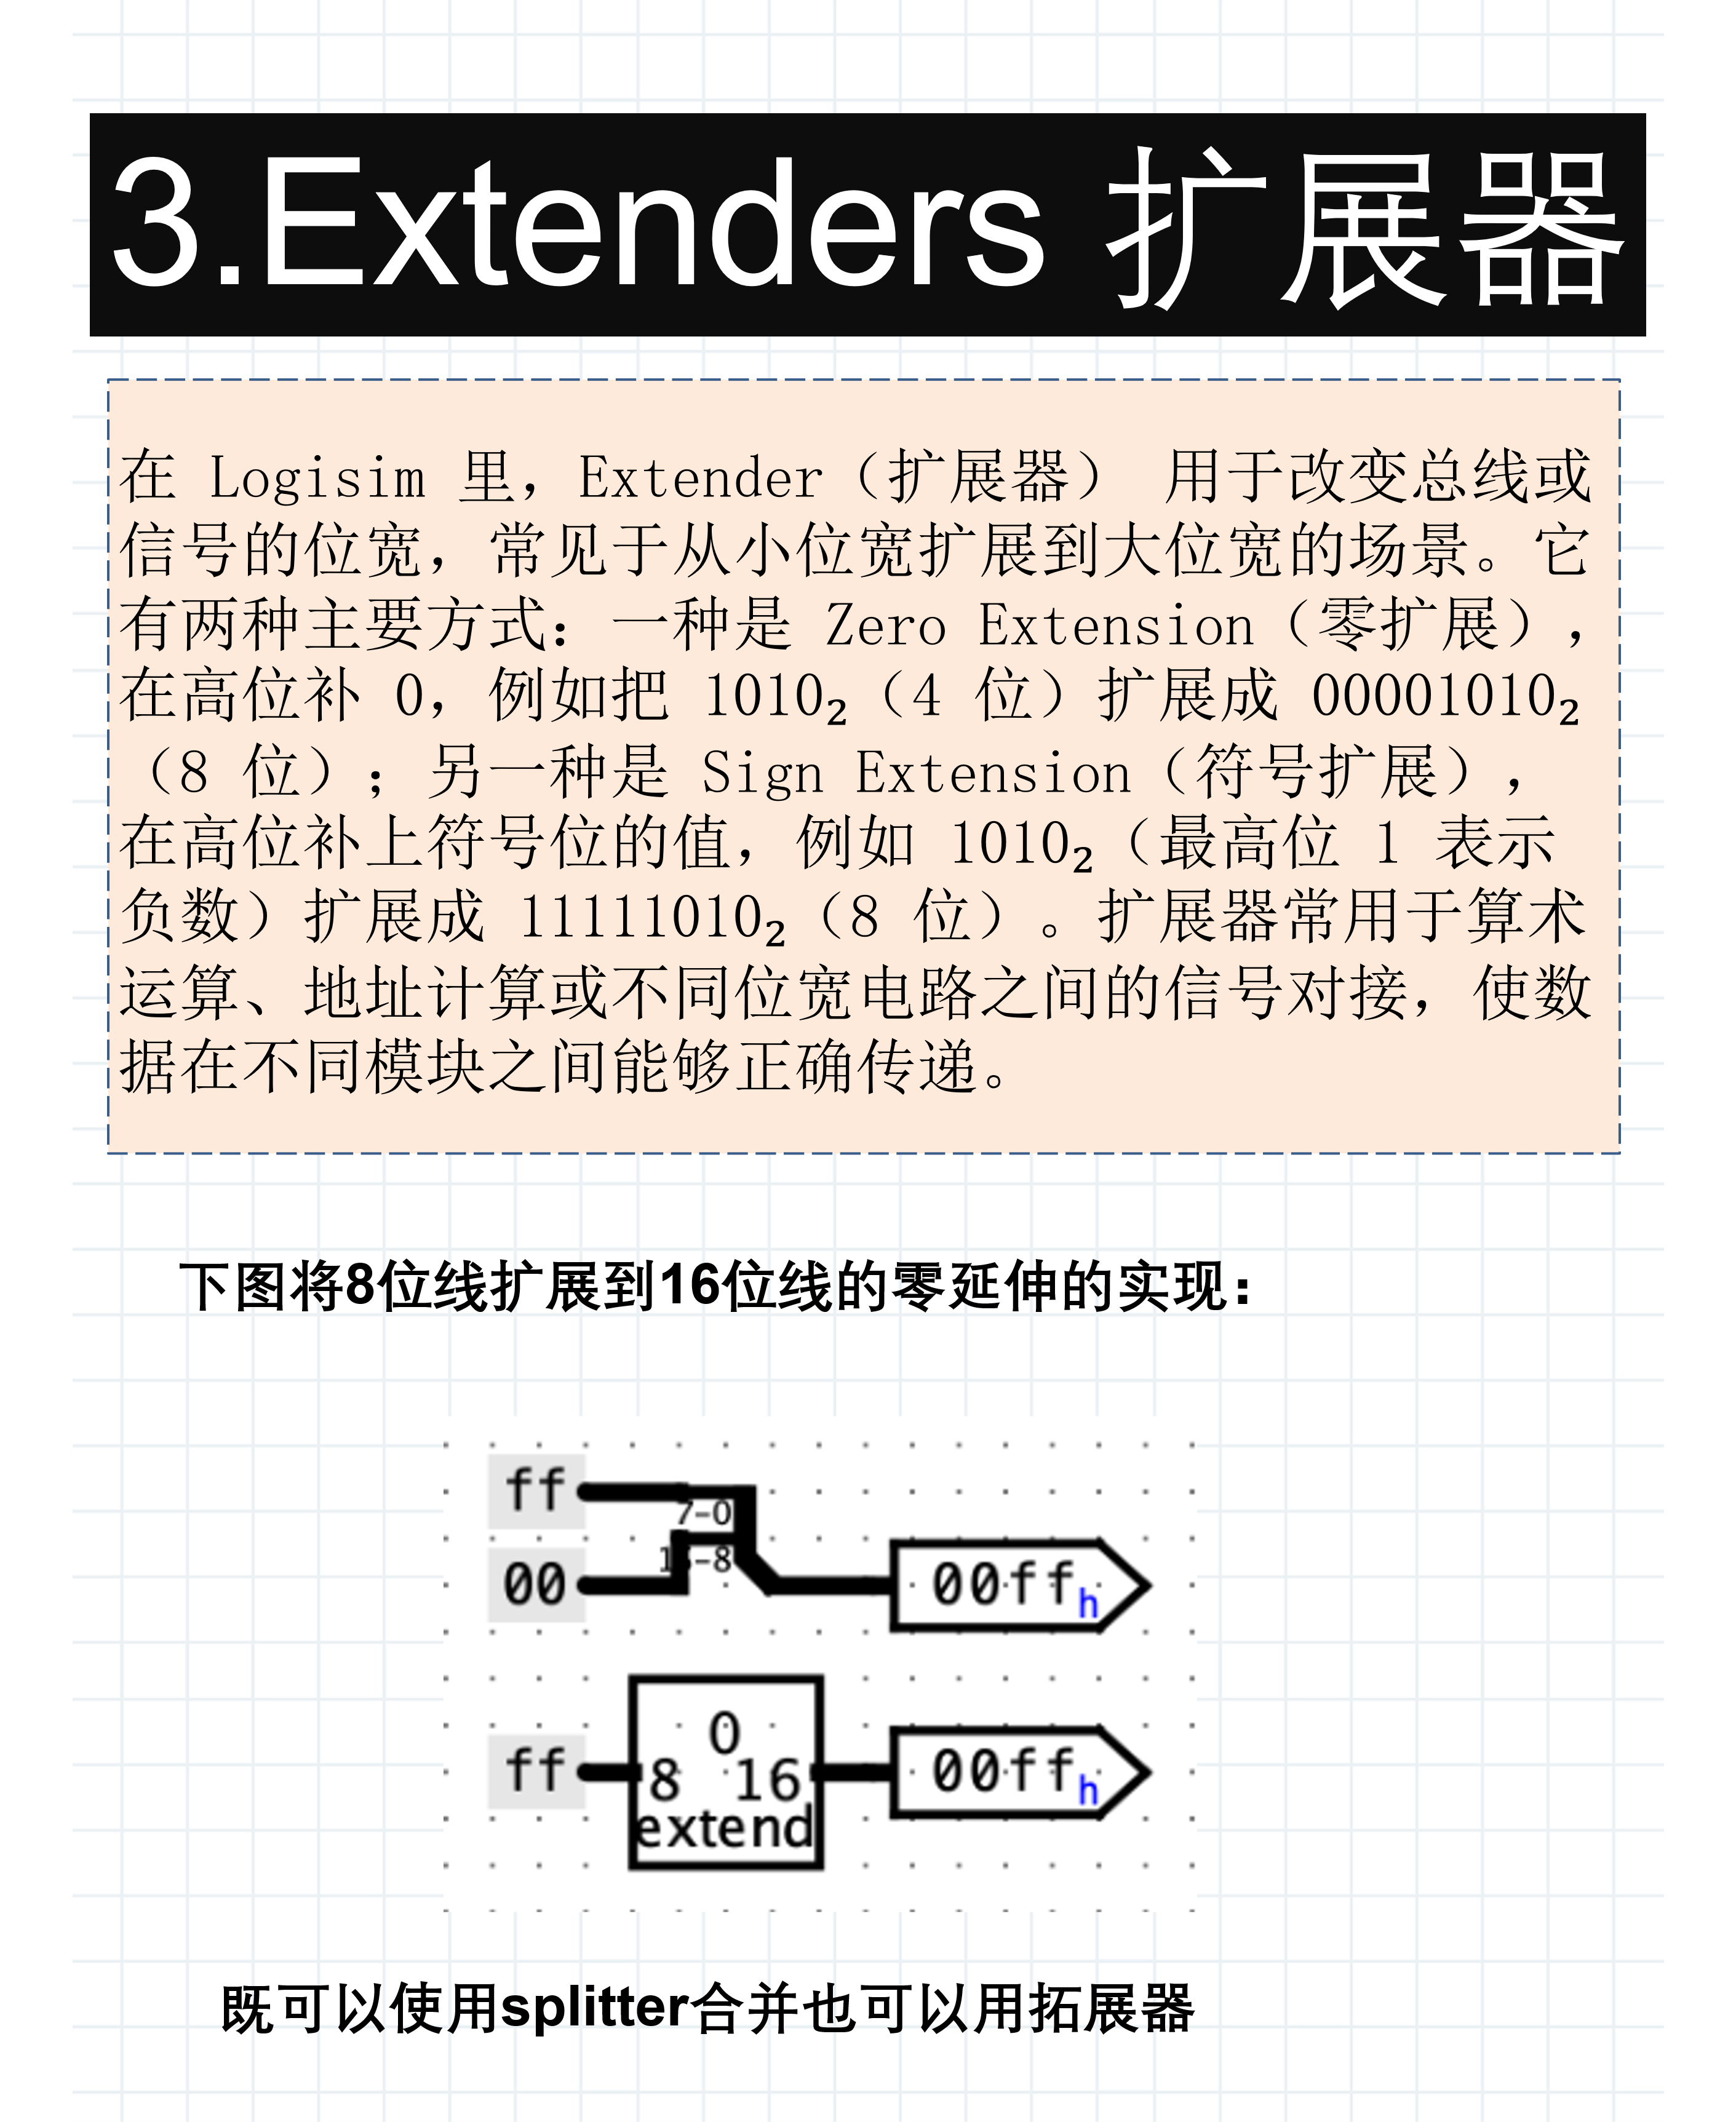 3.Extenders 扩展器
在 Logisim 里，Extender（扩展器） 用于改变总线或
信号的位宽，常见于从小位宽扩展到大位宽的场景。它
有两种主要方式：一种是 Zero Extension（零扩展），
在高位补 0，例如把 1010₂（4 位）扩展成 00001010₂
（8 位）；另一种是 Sign Extension（符号扩展），
在高位补上符号位的值，例如 1010₂（最高位 1 表示
负数）扩展成 11111010₂（8 位）。扩展器常用于算术
运算、地址计算或不同位宽电路之间的信号对接，使数
据在不同模块之间能够正确传递。
下图将8位线扩展到16位线的零延伸的实现：
ff
7-0
15-8
00
00ffh
0
ff
8 16
extend
00ffh
既可以使用splitter合并也可以用拓展器